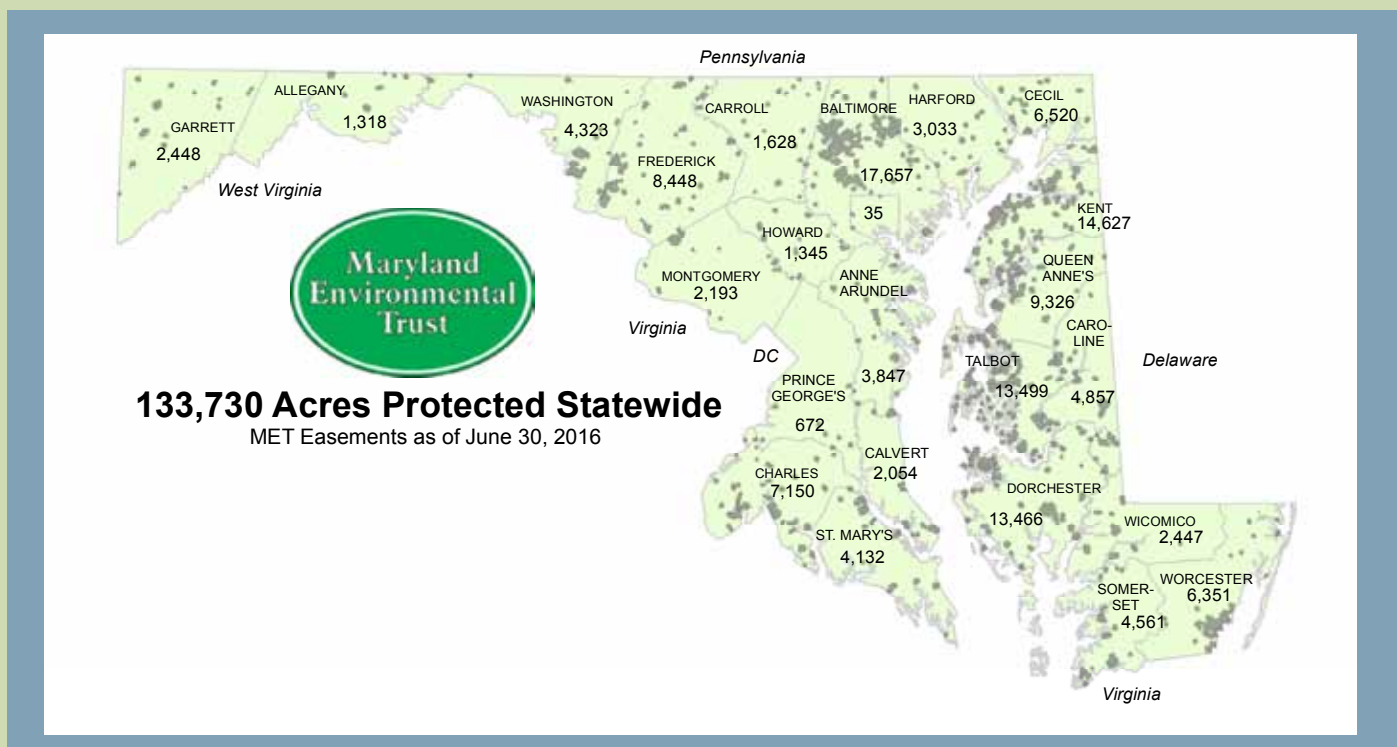 Pennsylvania
ALLEGANY
1,318
GARRETT
2,448
WASHINGTON
4,323
FREDERICK
8,448
CARROLL
1,628
BALTIMORE
17,657
35
HARFORD
3,033
CECIL
6,520
West Virginia
KENT
14,627
HOWARD
1,345
MONTGOMERY
2,193
ANNE
ARUNDEL
3,847
QUEEN
ANNE'S
9,326
CARO-
LINE
4,857
Maryland
Environmental
Trust
Virginia
DC
Delaware
TALBOT
13,499
PRINCE
GEORGE'S
672
133,730 Acres Protected Statewide
MET Easements as of June 30, 2016
CALVERT
2,054
CHARLES
7,150
ST. MARY'S
4,132
DORCHESTER
13,466
WICOMICO
2,447
SOMER-
SET
4,561
WORCESTER
6,351
Virginia